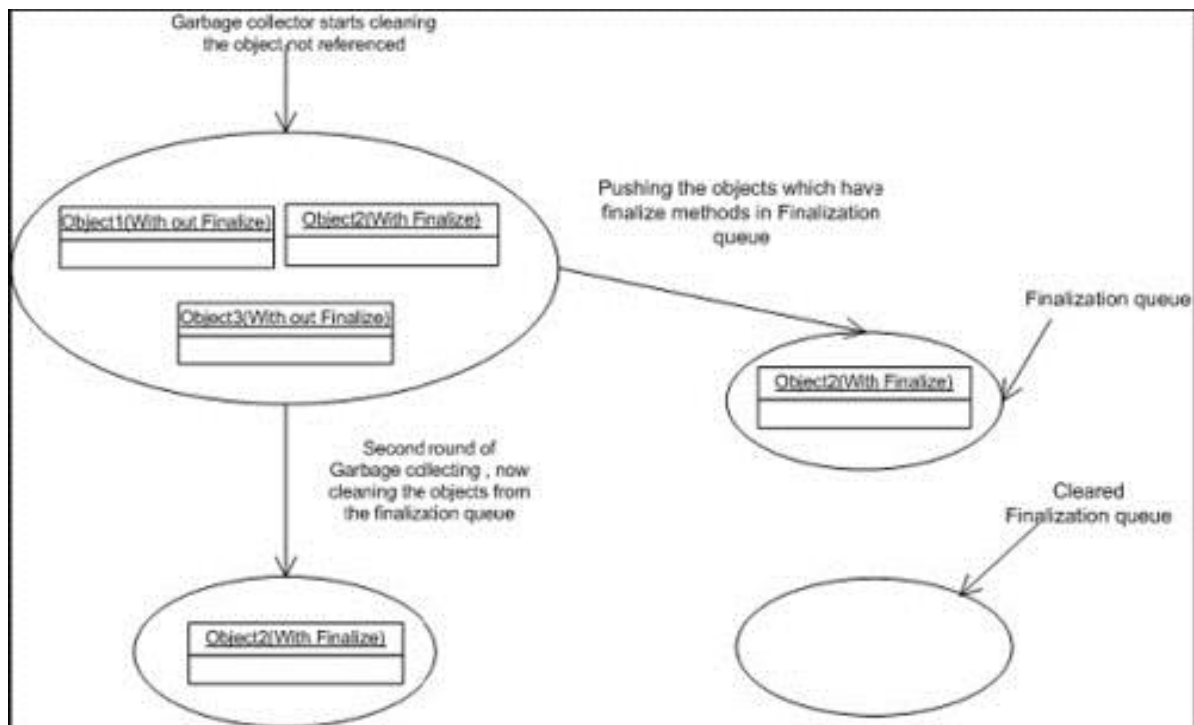 Garbage collector starts cleaning
the object not referenced
Object1(With out Finalize)
Object2(With Finalize)
Object3(With out Finalize)
Pushing the objects which have
finalize methods in Finalization
queue
Finalization queue
Object2(With Finalize)
Second round of
Garbage collecting , now
cleaning the objects from
the finalization queue
Cleared
Finalization queue
Object2(With Finalize)